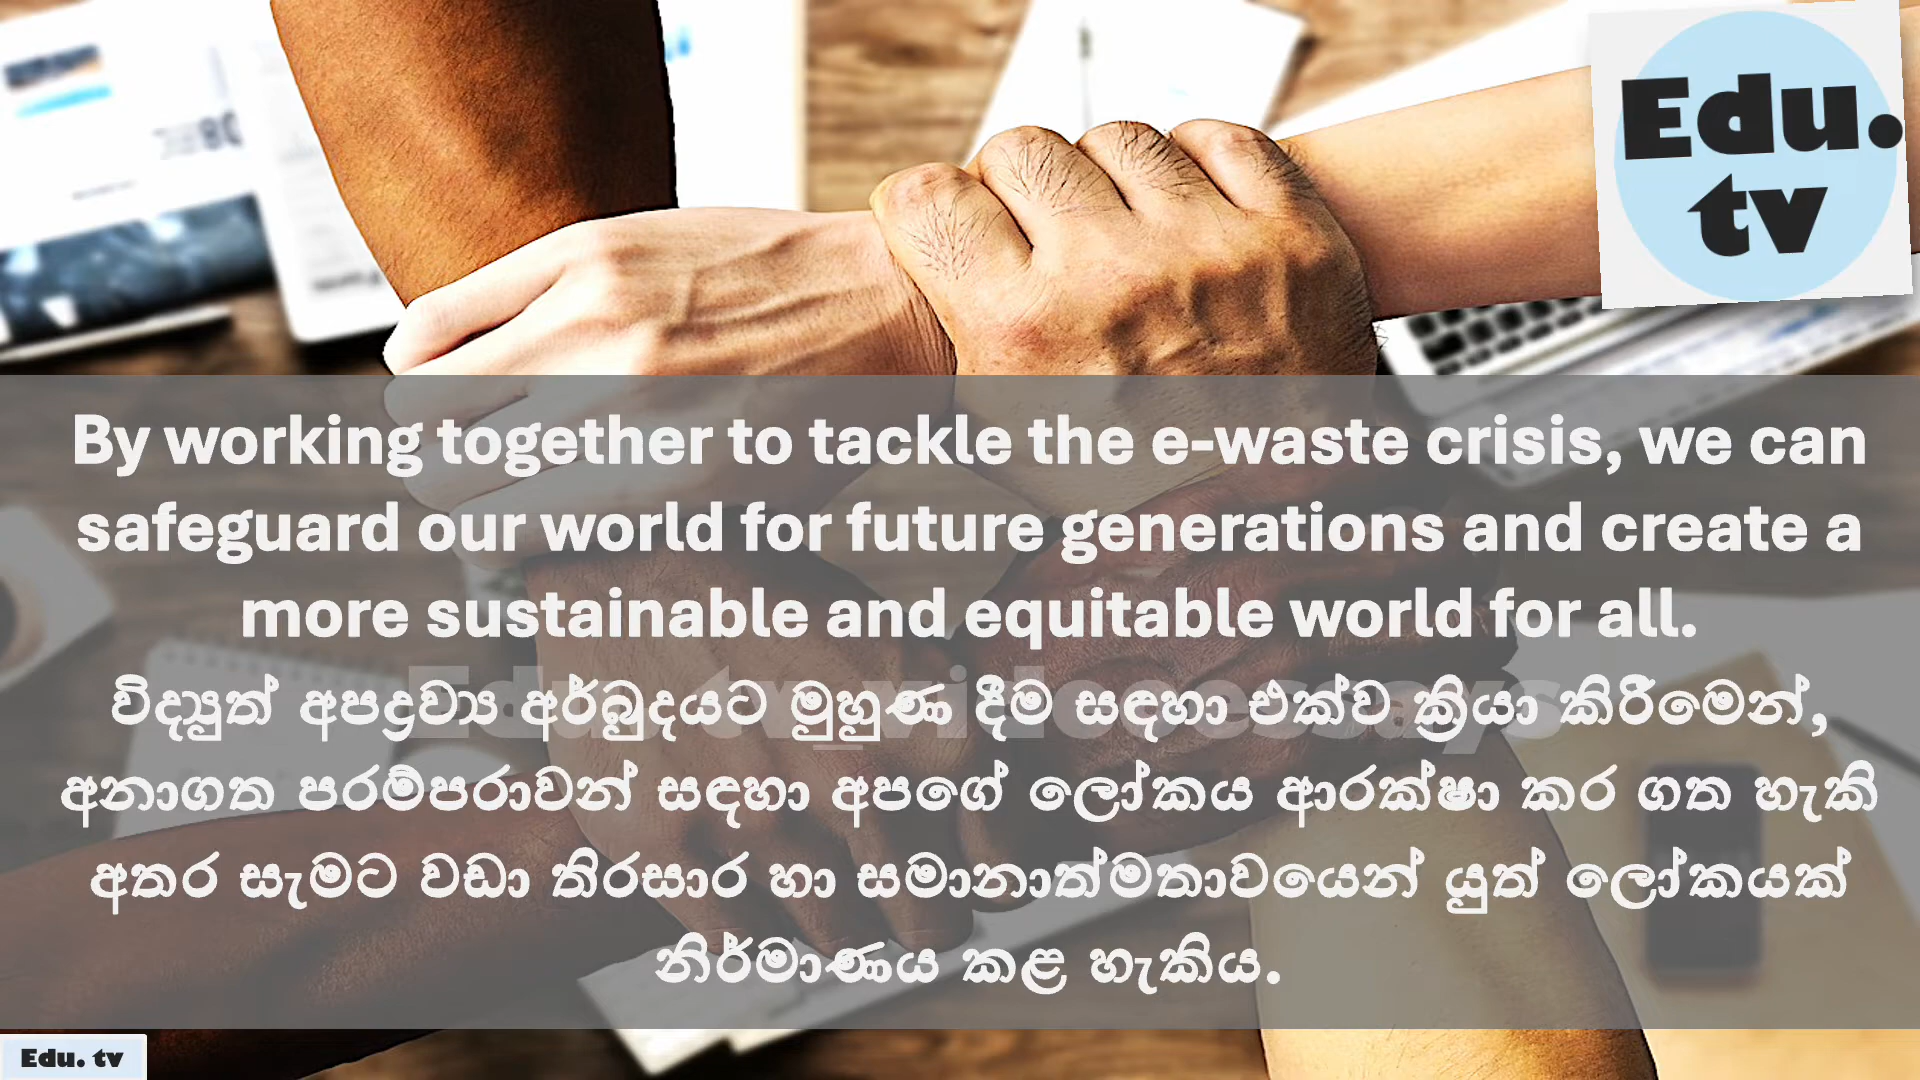 Edu.
tv
By working together to tackle the e-waste crisis, we can
safeguard our world for future generations and create a
more sustainable and equitable world for all.
Edu. tv_videoessays
විද්‍යුත් අපද්‍රව්‍ය අර්බුදයට මුහුණ දීම සඳහා එක්ව ක්‍රියා කිරීමෙන්,
අනාගත පරම්පරාවන් සඳහා අපගේ ලෝකය ආරක්ෂා කර ගත හැකි
අතර සැමට වඩා තිරසාර හා සමානාත්මතාවයෙන් යුත් ලෝකයක්
නිර්මාණය කළ හැකිය.
Edu. tv